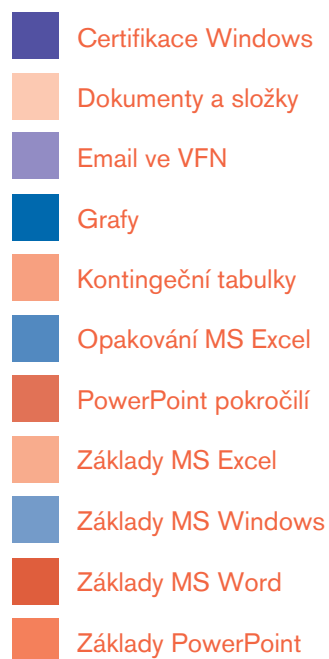 Certifikace Windows
Dokumenty a složky
Email ve VFN
Grafy
Kontingeční tabulky
Opakování MS Excel
PowerPoint pokročilí
Základy MS Excel
Základy MS Windows
Základy MS Word
Základy PowerPoint